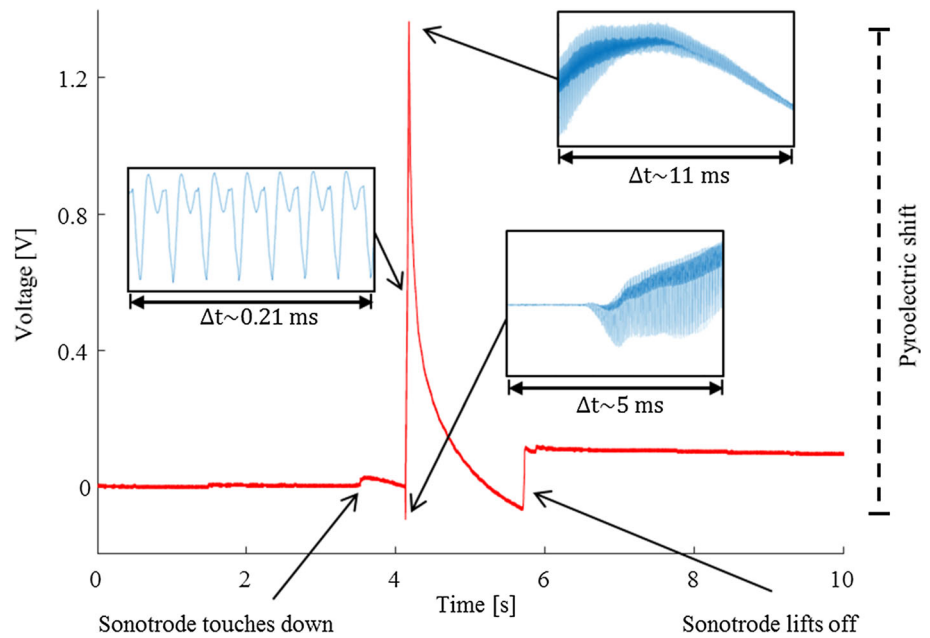 1.2
0.8
0.4
0
Voltage [V]
0
2
4
6
8
10
Time [s]
Δt~11 ms
Δt~0.21 ms
Δt~5 ms
Pyroelectric shift
Sonotrode touches down
Sonotrode lifts off